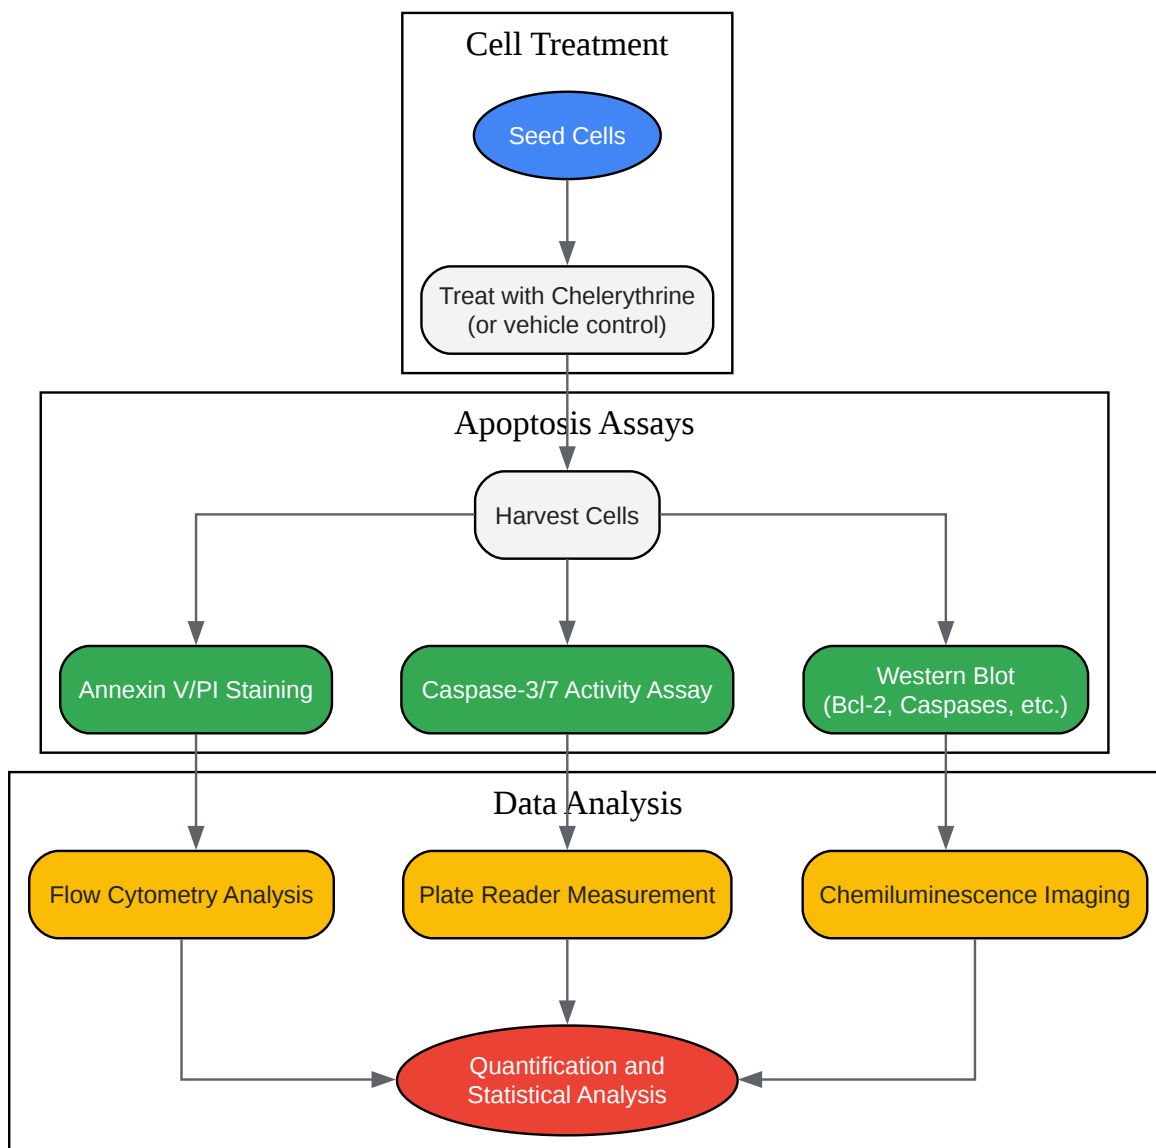 Cell Treatment
Seed Cells
Treat with Chelerythrine
(or vehicle control)
Apoptosis Assays
Harvest Cells
Annexin V/PI Staining
Caspase-3/7 Activity Assay
Western Blot
(Bcl-2, Caspases, etc.)
Data Analysis
Flow Cytometry Analysis
Plate Reader Measurement
Chemiluminescence Imaging
Quantification and
Statistical Analysis